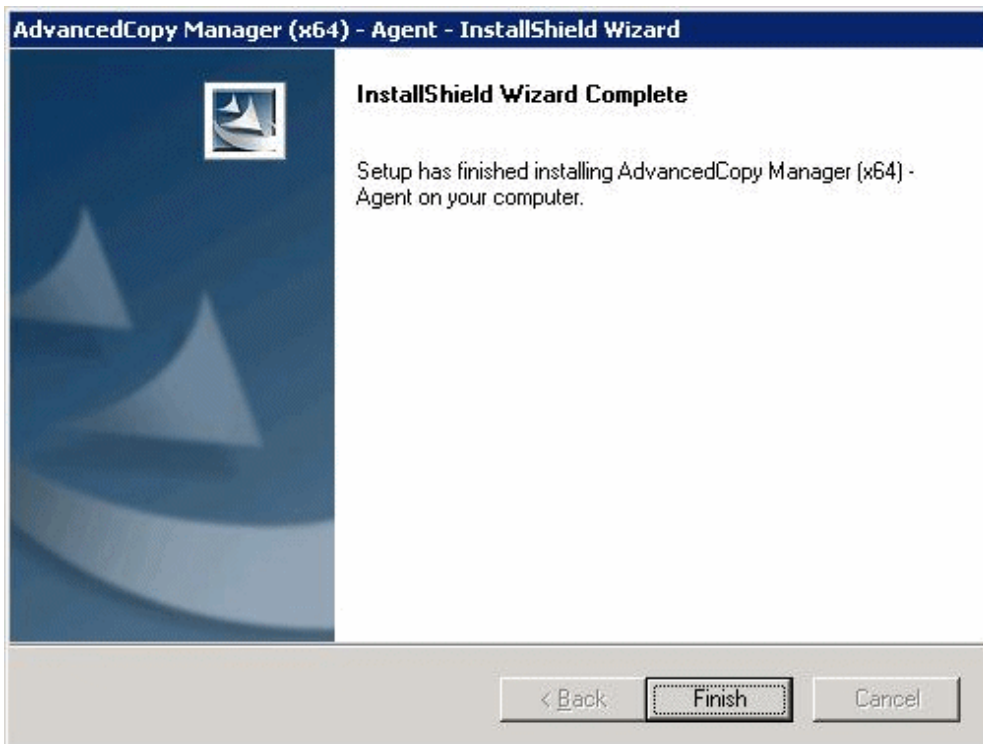 AdvancedCopy Manager (x64) - Agent - InstallShield Wizard
InstallShield Wizard Complete
Setup has finished installing AdvancedCopy Manager (x64) -
Agent on your computer.
< Back
Finish
Cancel